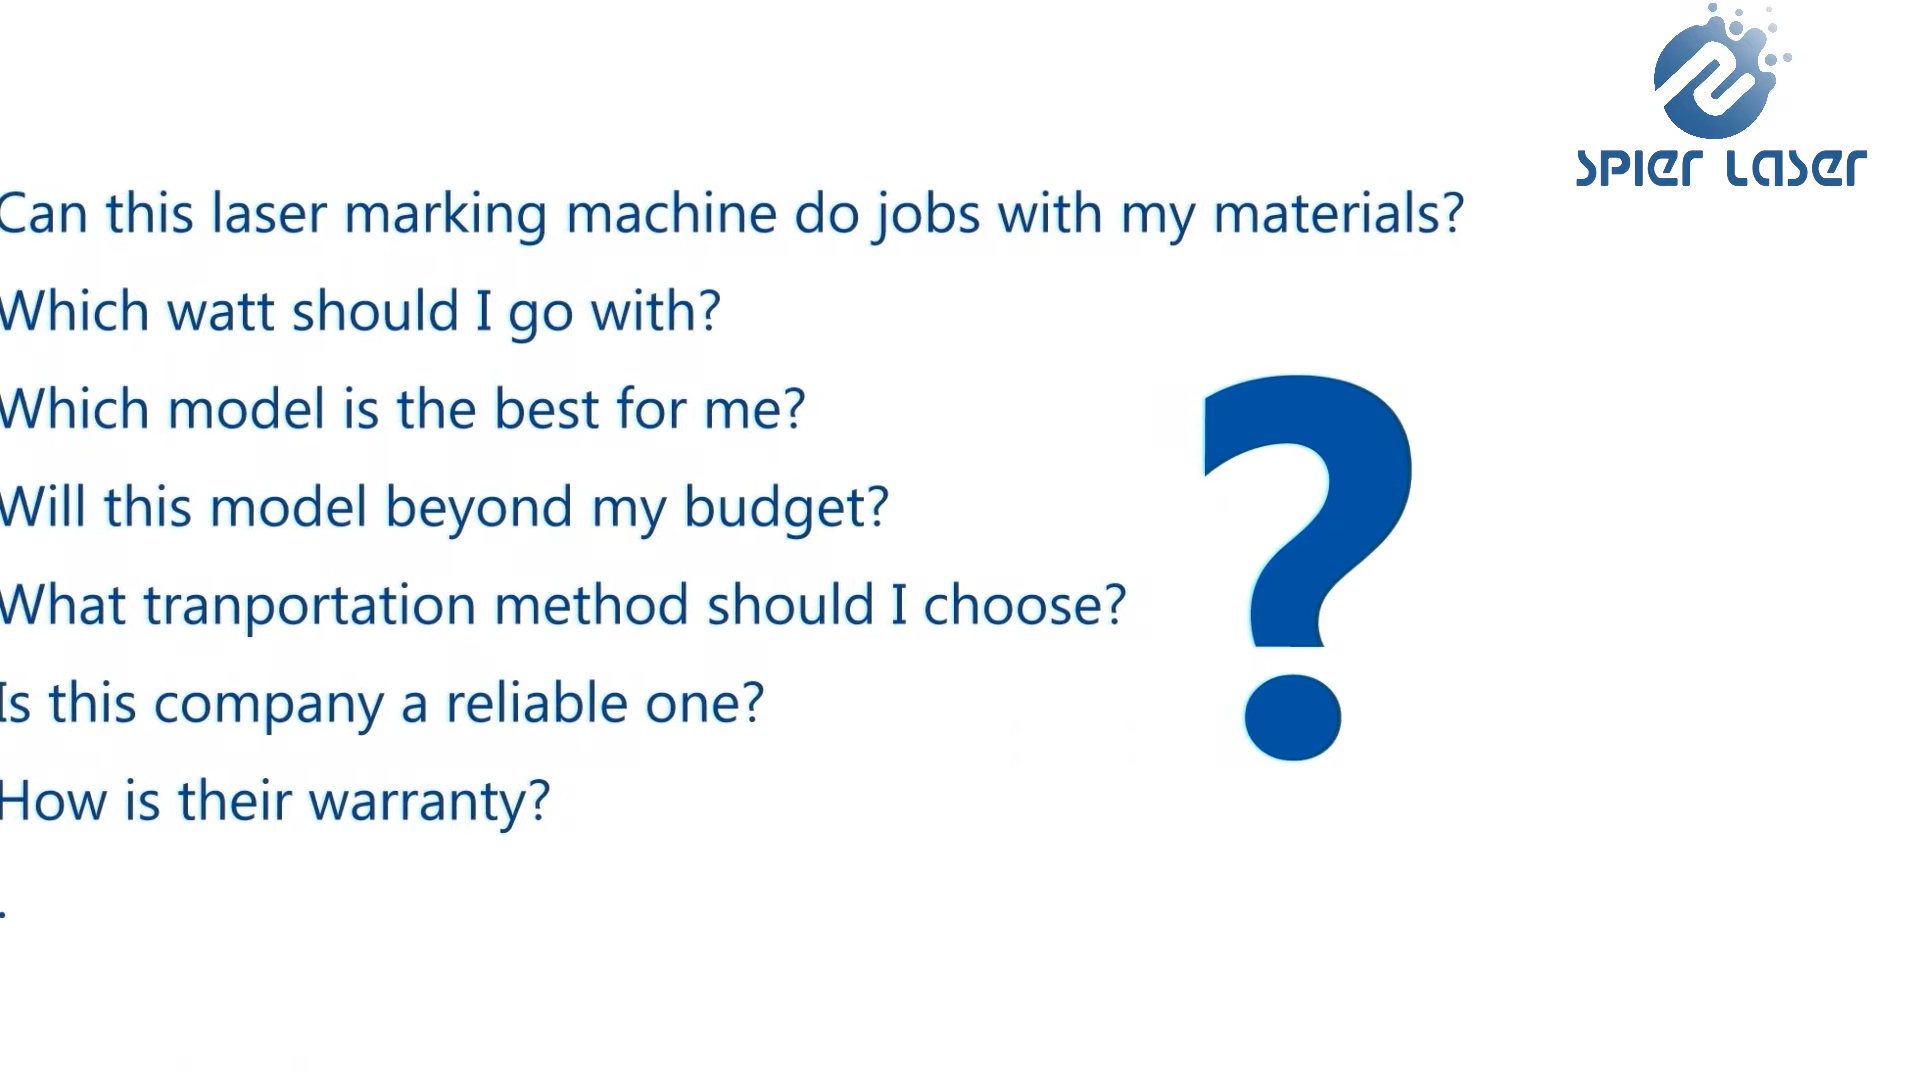 SPIER LASER
Can this laser marking machine do jobs with my materials?
Which watt should I go with?
Which model is the best for me?
Will this model beyond my budget?
What tranportation method should I choose?
Is this company a reliable one?
How is their warranty?
.
?